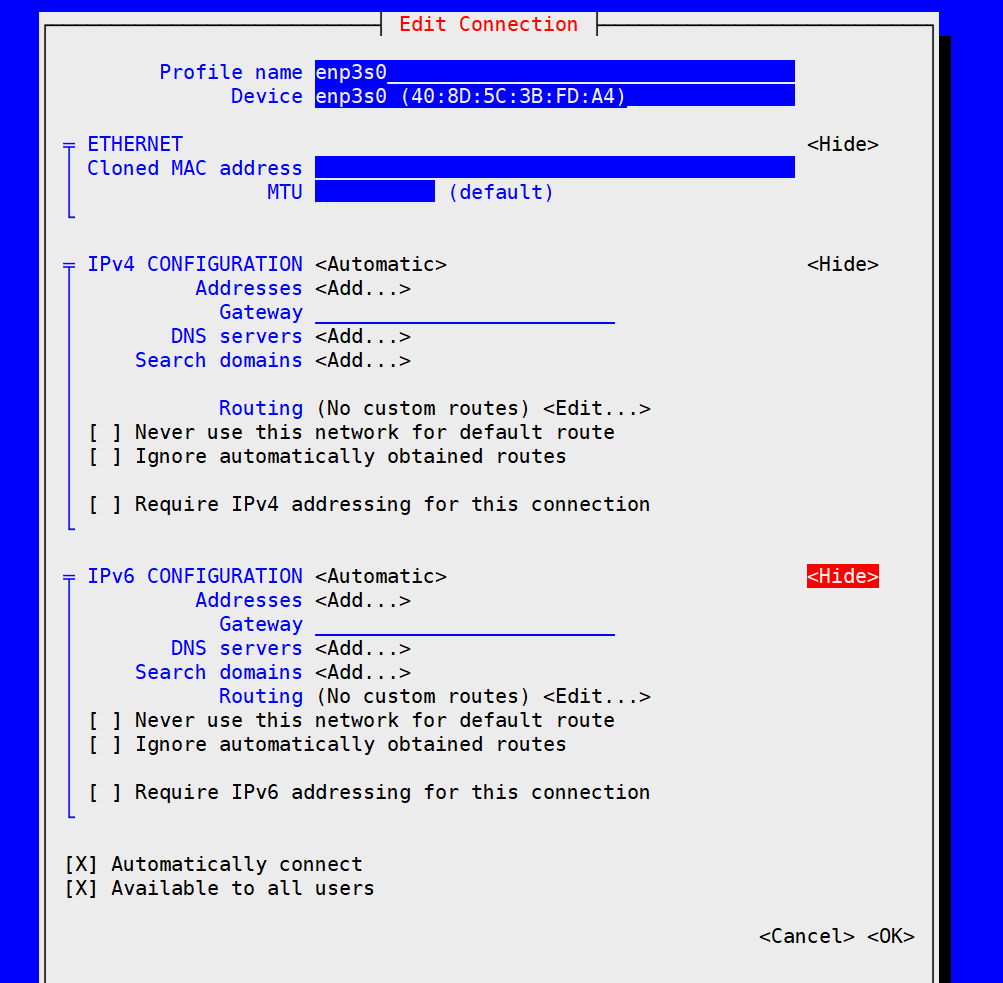 Edit Connection
Profile name enp3s0
Device enp3s0 (40:8D:5C:3B:FD:A4)
ETHERNET <Hide>
Cloned MAC address
MTU (default)
IPv4 CONFIGURATION <Automatic> <Hide>
Addresses <Add...>
Gateway
DNS servers <Add...>
Search domains <Add...>
Routing (No custom routes) <Edit...>
[ ] Never use this network for default route
[ ] Ignore automatically obtained routes
[ ] Require IPv4 addressing for this connection
IPv6 CONFIGURATION <Automatic> <Hide>
Addresses <Add...>
Gateway
DNS servers <Add...>
Search domains <Add...>
Routing (No custom routes) <Edit...>
[ ] Never use this network for default route
[ ] Ignore automatically obtained routes
[ ] Require IPv6 addressing for this connection
[X] Automatically connect
[X] Available to all users
<Cancel> <OK>